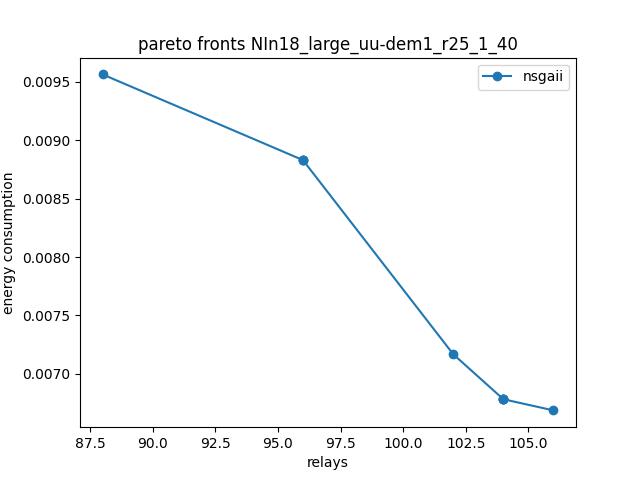 pareto fronts NIn18_large_uu-dem1_r25_1_40
nsgaii
energy consumption
0.0095
0.0090
0.0085
0.0080
0.0075
0.0070
87.5 90.0 92.5 95.0 97.5 100.0 102.5 105.0
relays